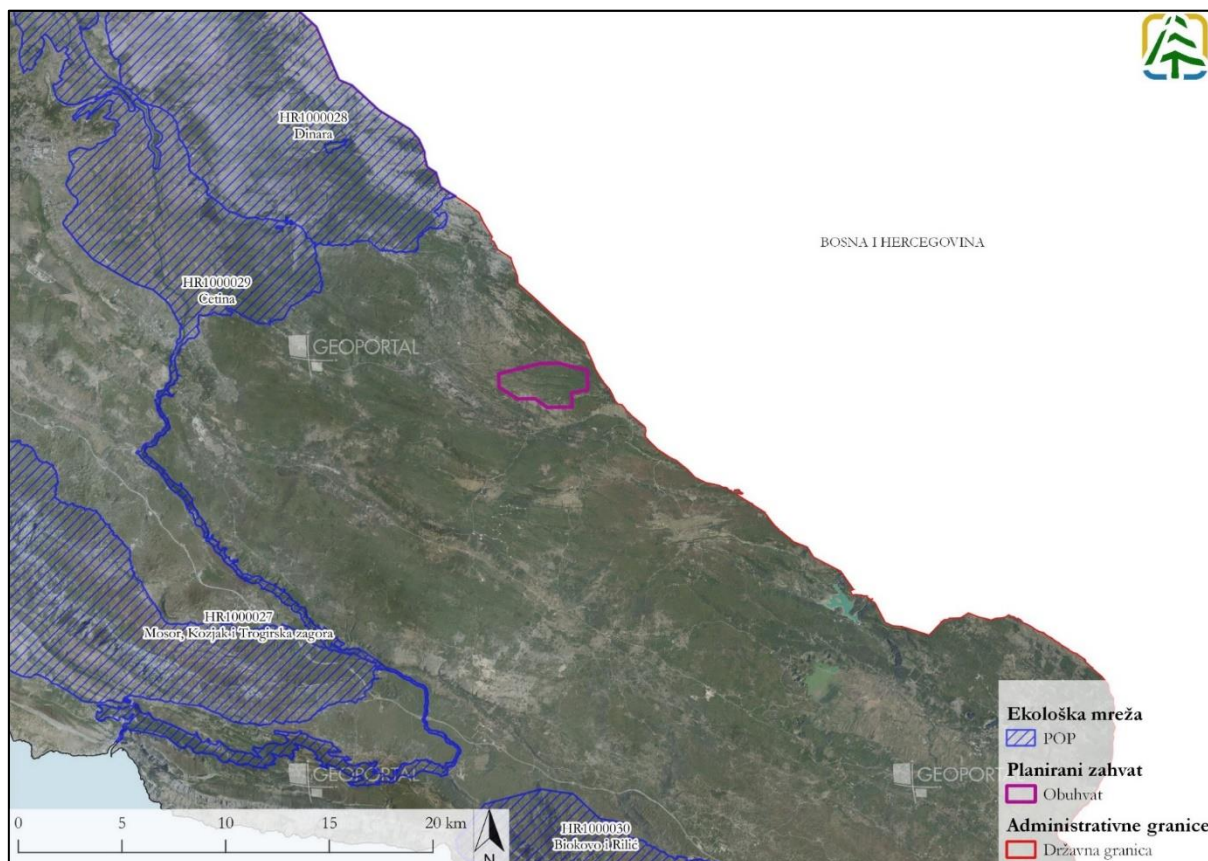 HR1000028
Dinara
BOSNA I HERCEGOVINA
HR1000029
Cetina
GEOPORTAL
HR1000027
Mosor, Kozjak i Trogirska zagora
GEOPORTAL
GEOPORTAL
HR1000030
Biokovo i Rilić
0 5 10 20 km
N
Ekološka mreža
POP
Planirani zahvat
Obuhvat
Administrativne granice
Državna granica